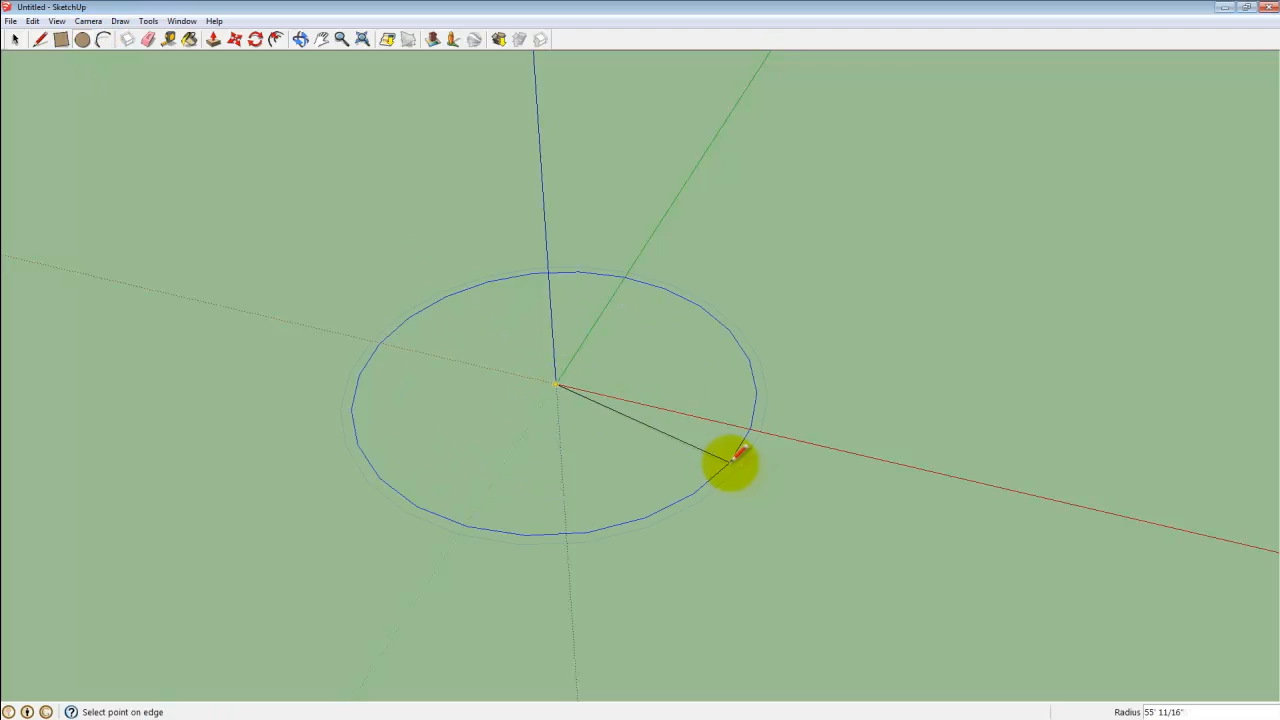 Untitled - SketchUp
File Edit View Camera Draw Tools Window Help
Select point on edge
Radius 55' 11/16"